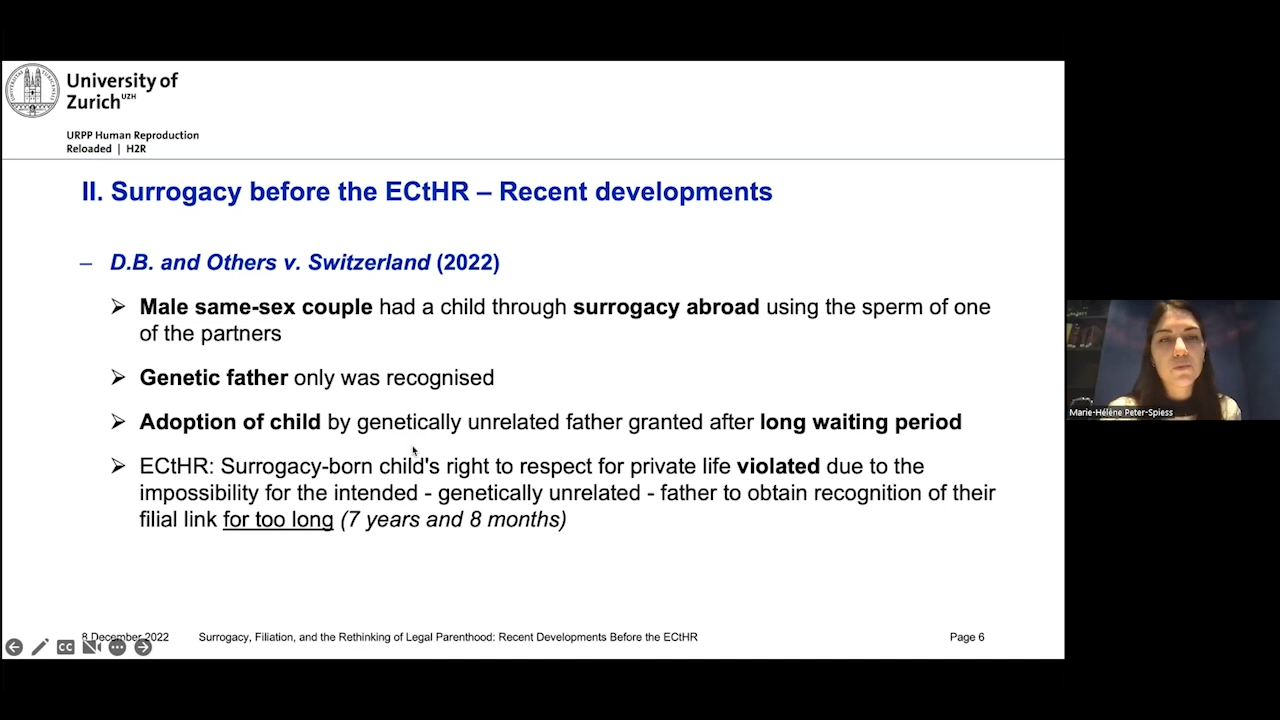 University of
Zurich UZH
URPP Human Reproduction
Reloaded | H2R
II. Surrogacy before the ECtHR – Recent developments
– D.B. and Others v. Switzerland (2022)
➢ Male same-sex couple had a child through surrogacy abroad using the sperm of one
of the partners
➢ Genetic father only was recognised
➢ Adoption of child by genetically unrelated father granted after long waiting period
➢ ECtHR: Surrogacy-born child's right to respect for private life violated due to the
impossibility for the intended - genetically unrelated - father to obtain recognition of their
filial link for too long (7 years and 8 months)
8 December 2022 Surrogacy, Filiation, and the Rethinking of Legal Parenthood: Recent Developments Before the ECtHR Page 6
CC
Marie-Hélène Peter-Spiess